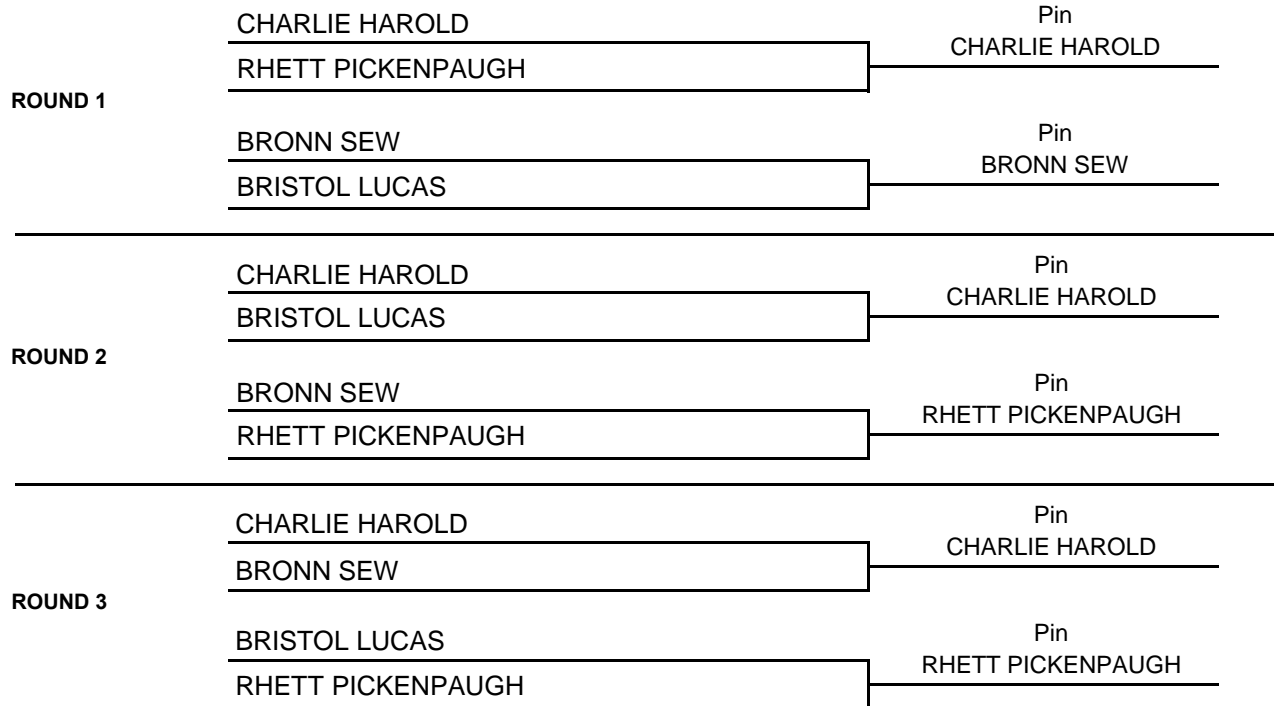 CHARLIE HAROLD
Pin
CHARLIE HAROLD
RHETT PICKENPAUGH
ROUND 1
BRONN SEW
Pin
BRONN SEW
BRISTOL LUCAS
CHARLIE HAROLD
Pin
CHARLIE HAROLD
BRISTOL LUCAS
ROUND 2
BRONN SEW
Pin
RHETT PICKENPAUGH
RHETT PICKENPAUGH
CHARLIE HAROLD
Pin
CHARLIE HAROLD
BRONN SEW
ROUND 3
BRISTOL LUCAS
Pin
RHETT PICKENPAUGH
RHETT PICKENPAUGH